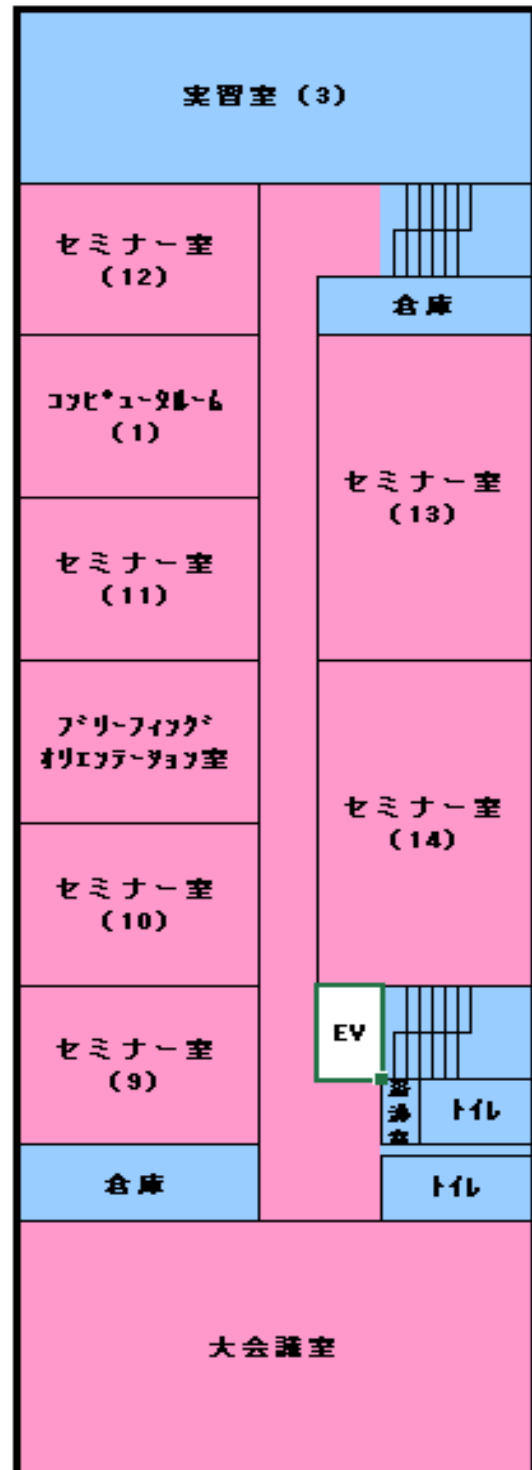 実習室（3）
セミナー室
（12）
倉庫
ｺﾝﾋﾟｭｰﾀﾙｰﾑ
（1）
セミナー室
（13）
セミナー室
（11）
ﾌﾞﾘｰﾌｨﾝｸﾞ
ｵﾘｴﾝﾃｰｼｮﾝ室
セミナー室
（14）
セミナー室
（10）
EV
セミナー室
（9）
ﾄｲﾚ
倉庫
ﾄｲﾚ
大会議室